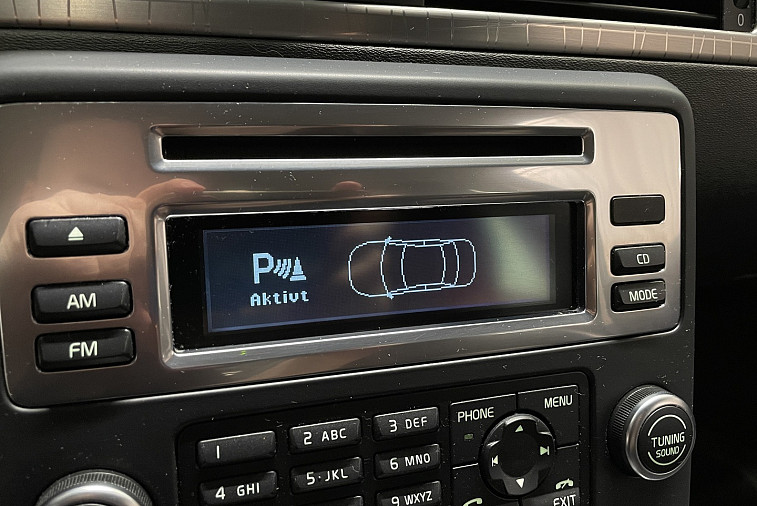 0
AM
FM
P
Aktivt
CD
MODE
1
2 ABC
3 DEF
4 GHI
5·JKL
6 MNO
9 WXYZ
PHONE
MENU
EXIT
TUNING
SOUND